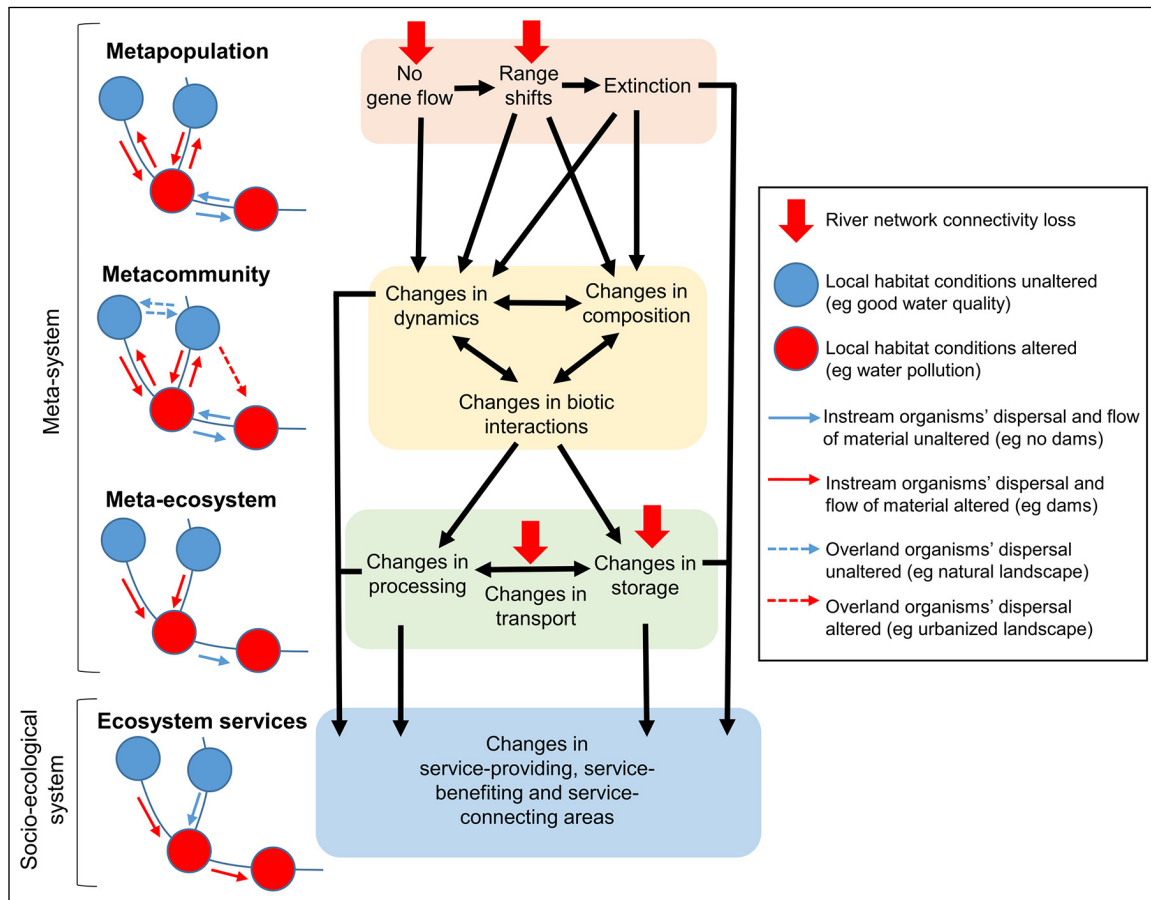 Meta-system
Socio-ecological
system
Metapopulation
No
gene flow
Range
shifts
Extinction
Metacommunity
Changes in
dynamics
Changes in
composition
Changes in biotic
interactions
Meta-ecosystem
Changes in
processing
Changes in
transport
Changes in
storage
Ecosystem services
Changes in
service-providing, service-
benefiting and service-
connecting areas
River network connectivity loss
Local habitat conditions unaltered
(eg good water quality)
Local habitat conditions altered
(eg water pollution)
Instream organisms' dispersal and flow
of material unaltered (eg no dams)
Instream organisms' dispersal and
flow of material altered (eg dams)
Overland organisms' dispersal
unaltered (eg natural landscape)
Overland organisms' dispersal
altered (eg urbanized landscape)